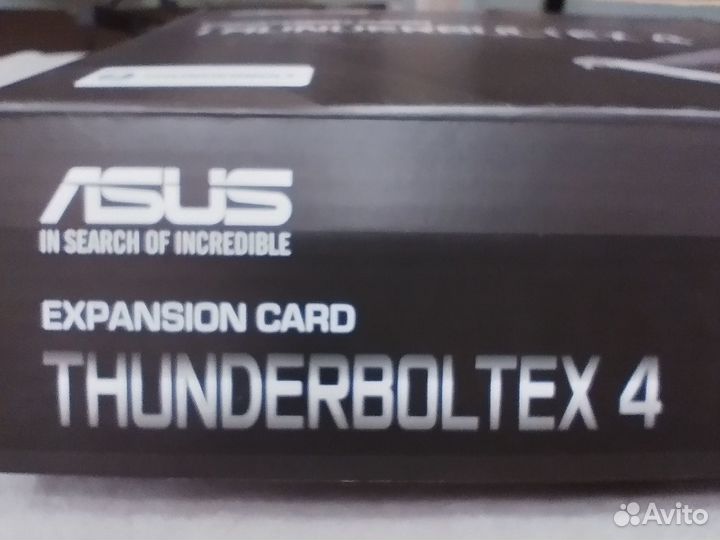 ASUS
IN SEARCH OF INCREDIBLE
EXPANSION CARD
THUNDERBOLTEX 4
Avito